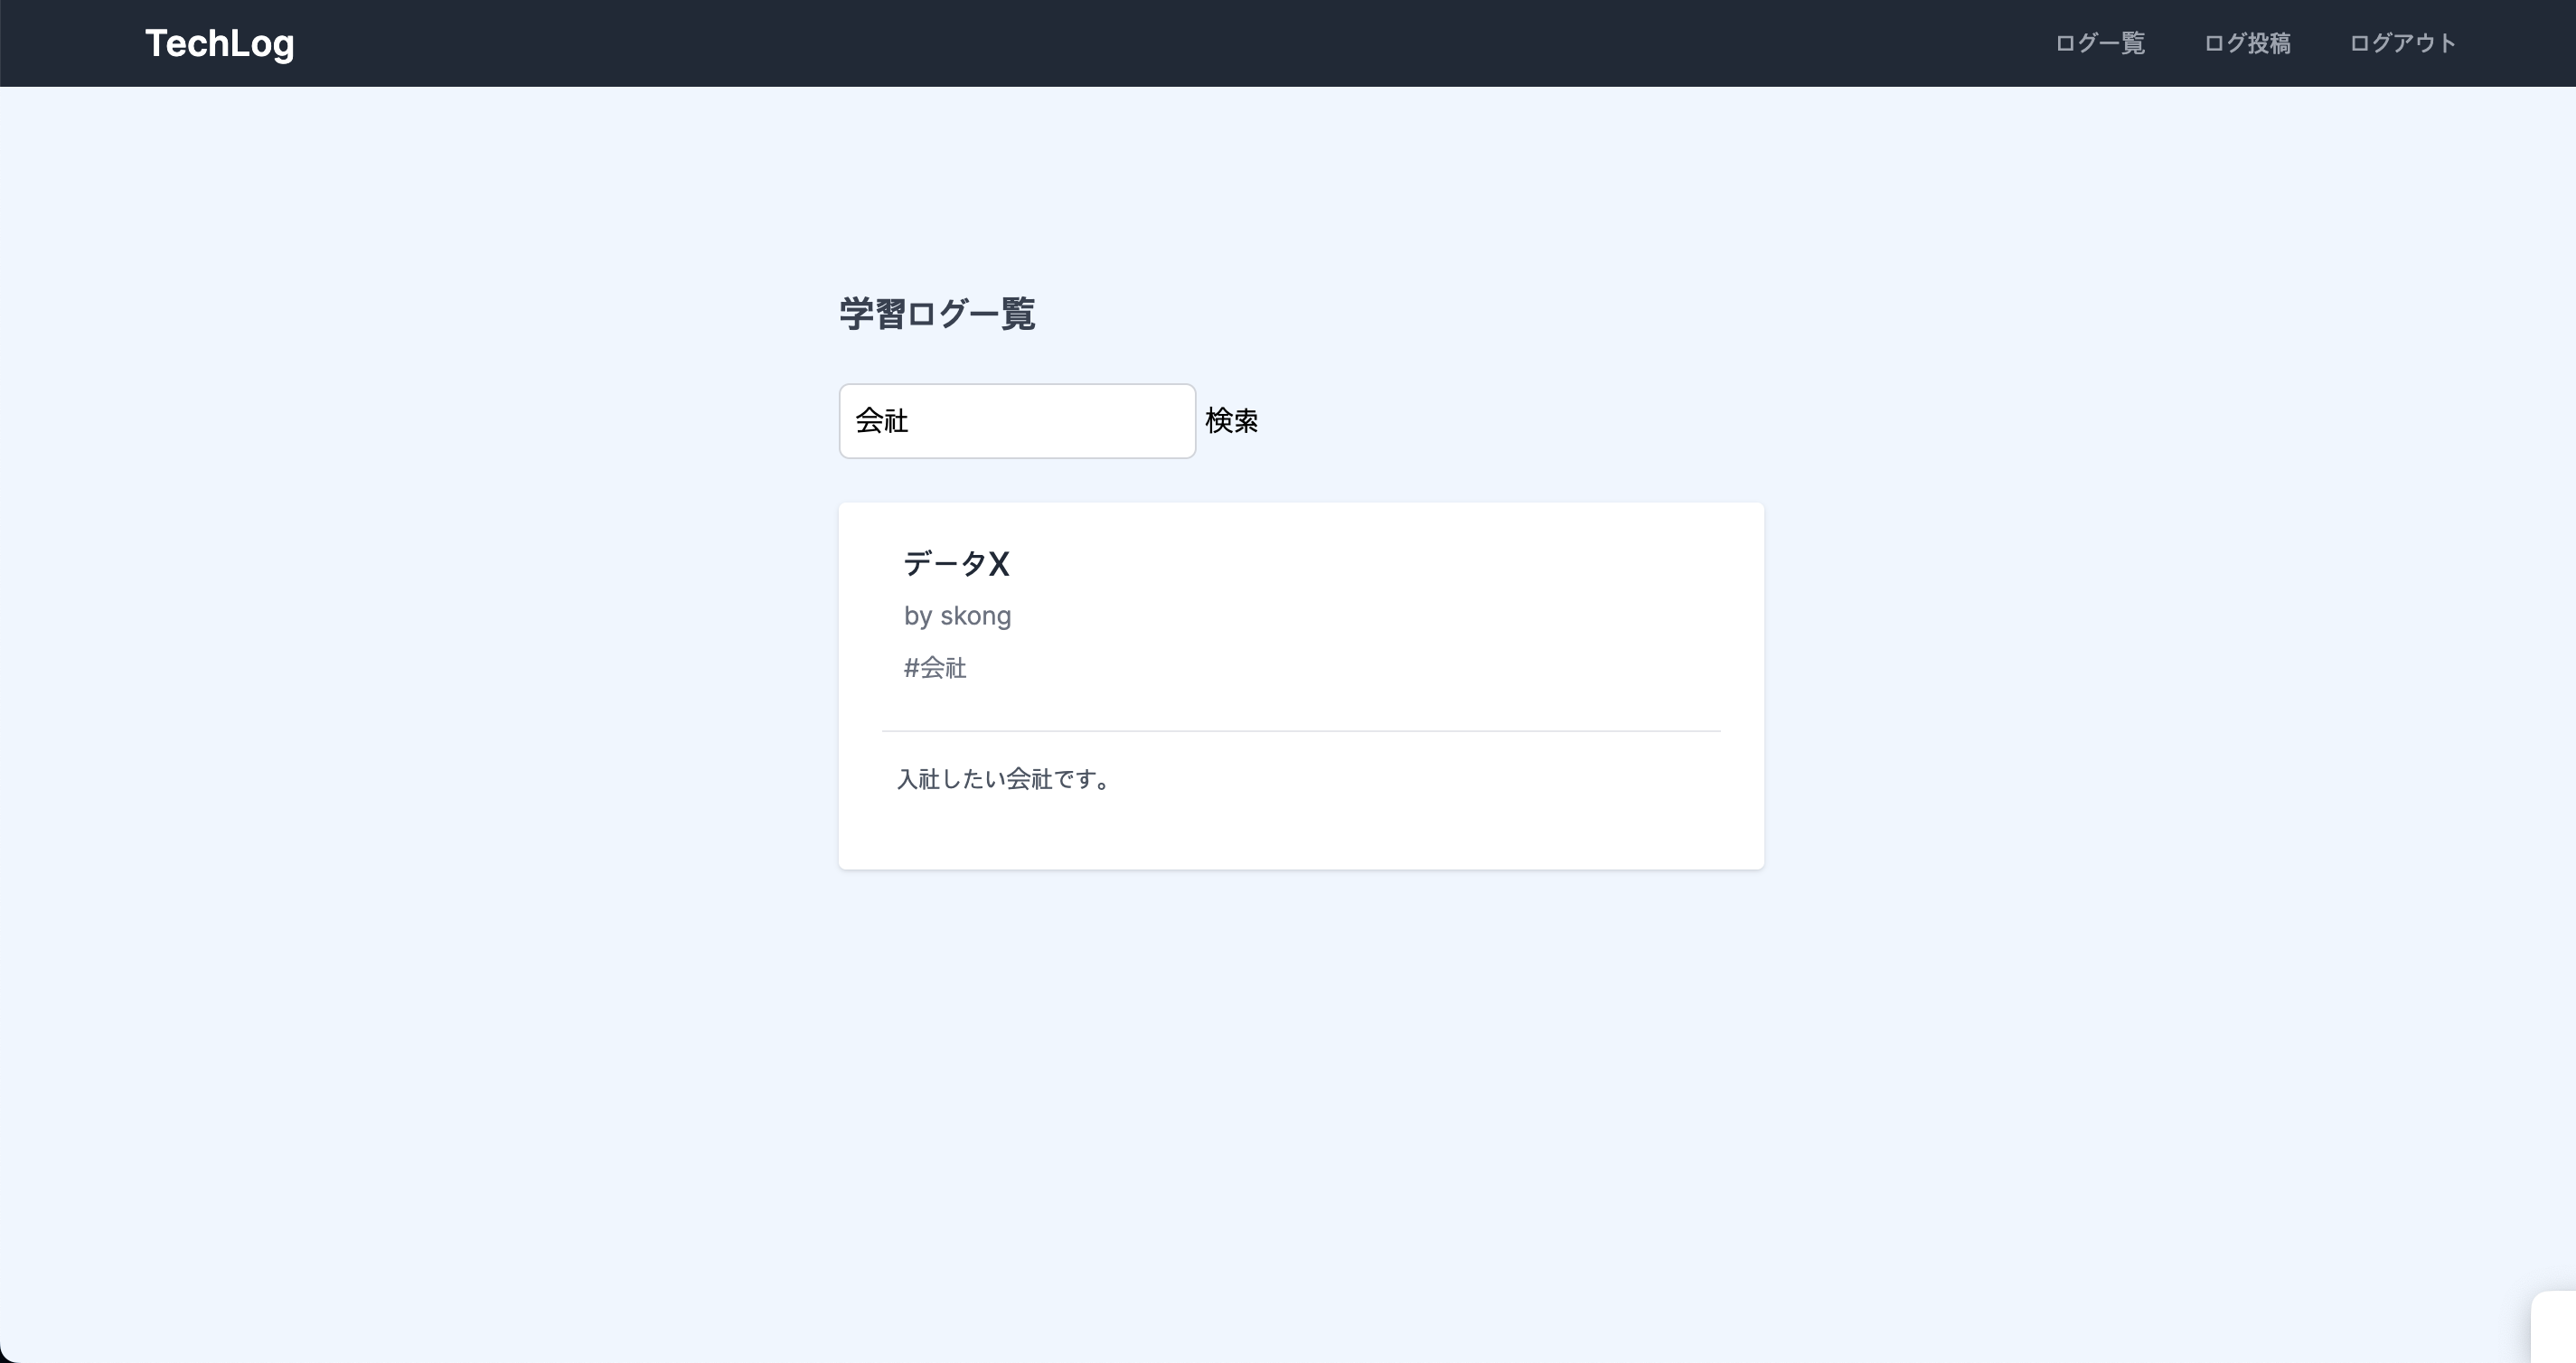 TechLog
ログ一覧 ログ投稿 ログアウト
学習ログ一覧
会社 検索
データX
by skong
#会社
入社したい会社です。